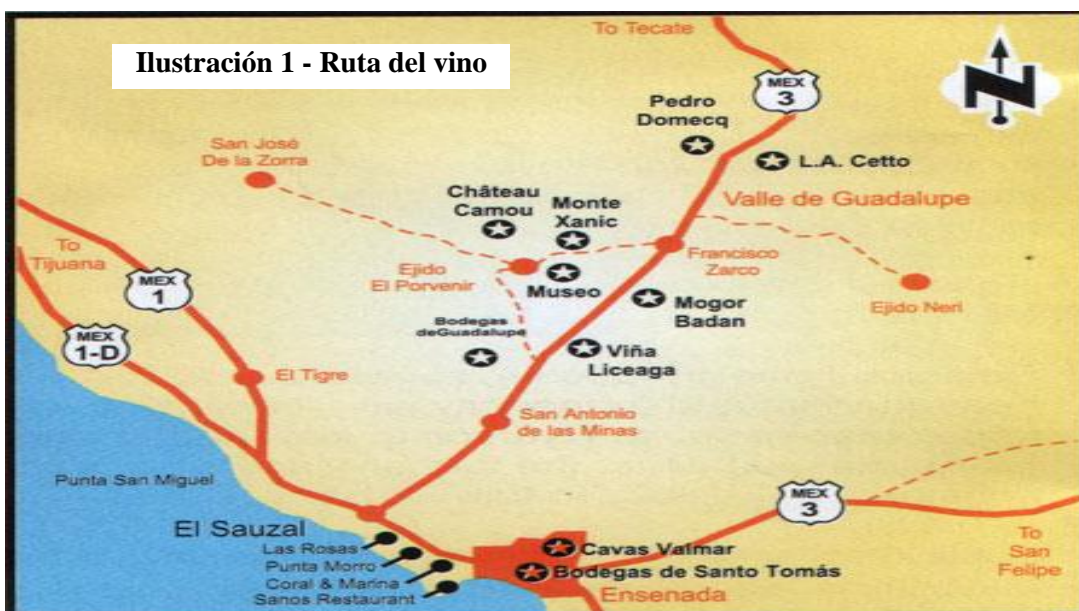 To Tecate
Ilustración 1 - Ruta del vino
MEX
3
N
Pedro
Domecq
San José
De la Zorra
L.A. Cetto
Château
Camou
Monte
Xanic
Valle de Guadalupe
To
Tijuana
MEX
1
Ejido
El Porvenir
Francisco
Zarco
Museo
Mogor
Badan
Ejido Neri
MEX
1-D
Bodegas
deGuadalupe
Viña
Liceaga
El Tigre
San Antonio
de las Minas
Punta San Miguel
MEX
3
El Sauzal
To
San
Felipe
Las Rosas
Punta Morro
Coral & Marina
Sanos Restaurant
Cavas Valmar
Bodegas de Santo Tomás
Ensenada